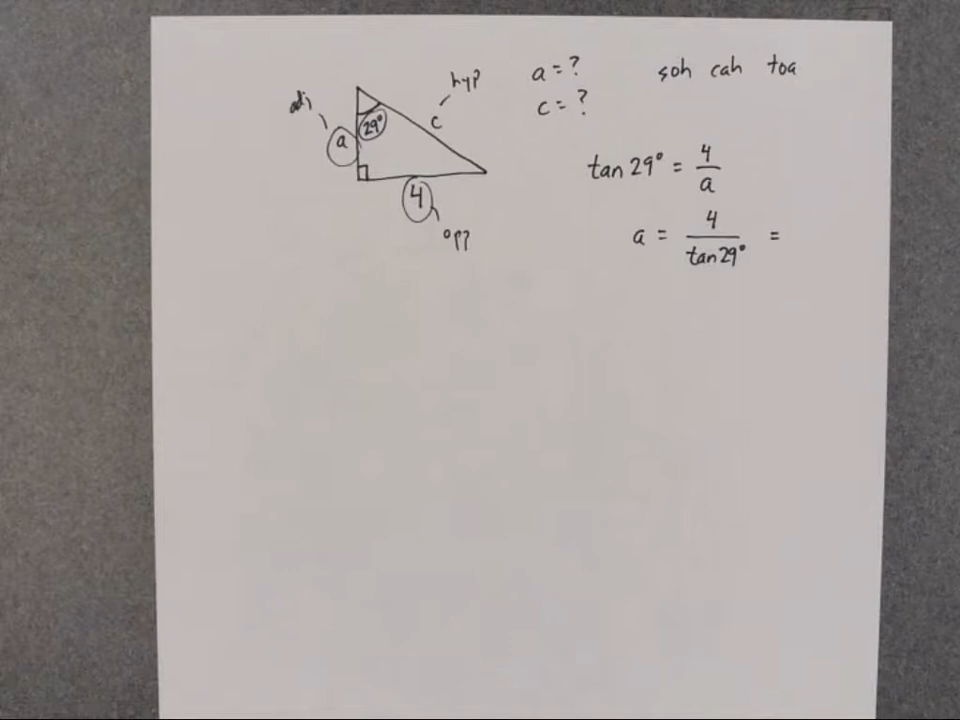 hyp
a = ?
soh cah toa
adj
c
c = ?
29°
a
tan 29° = 4/a
4
opp
a = 4/tan 29° =